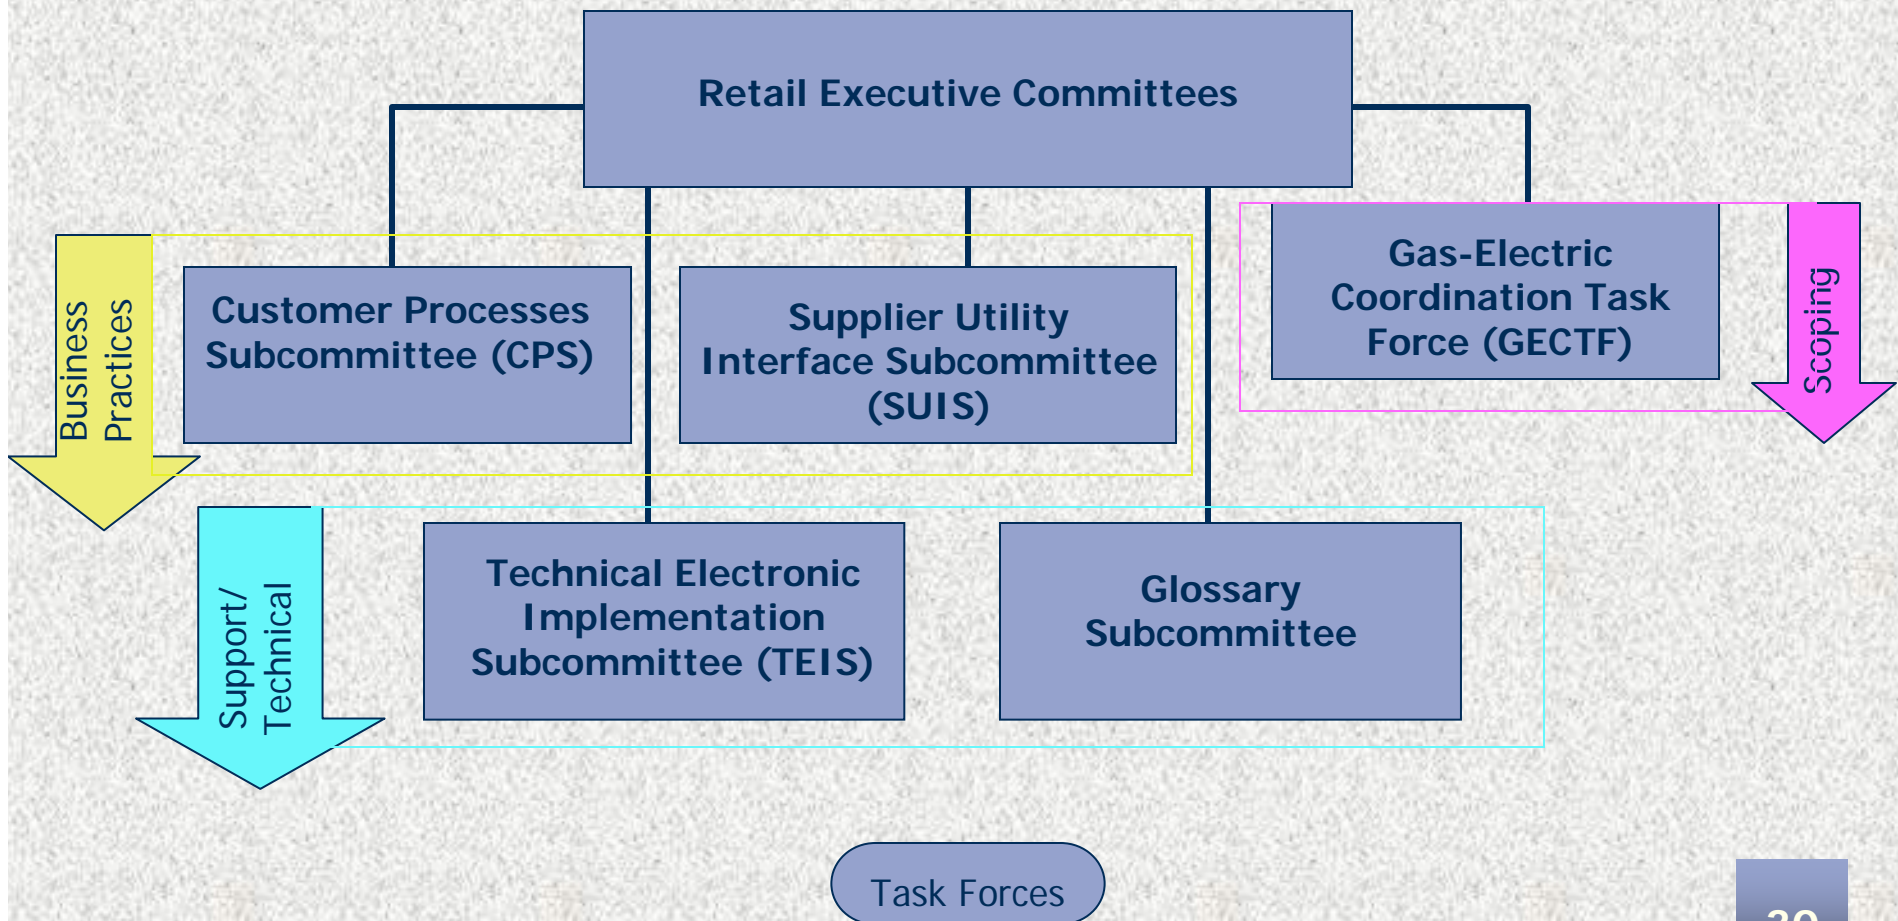 Retail Executive Committees
Gas-Electric
Coordination Task
Force (GECTF)
Scoping
Business
Practices
Customer Processes
Subcommittee (CPS)
Supplier Utility
Interface Subcommittee
(SUIS)
Support/
Technical
Technical Electronic
Implementation
Subcommittee (TEIS)
Glossary
Subcommittee
Task Forces